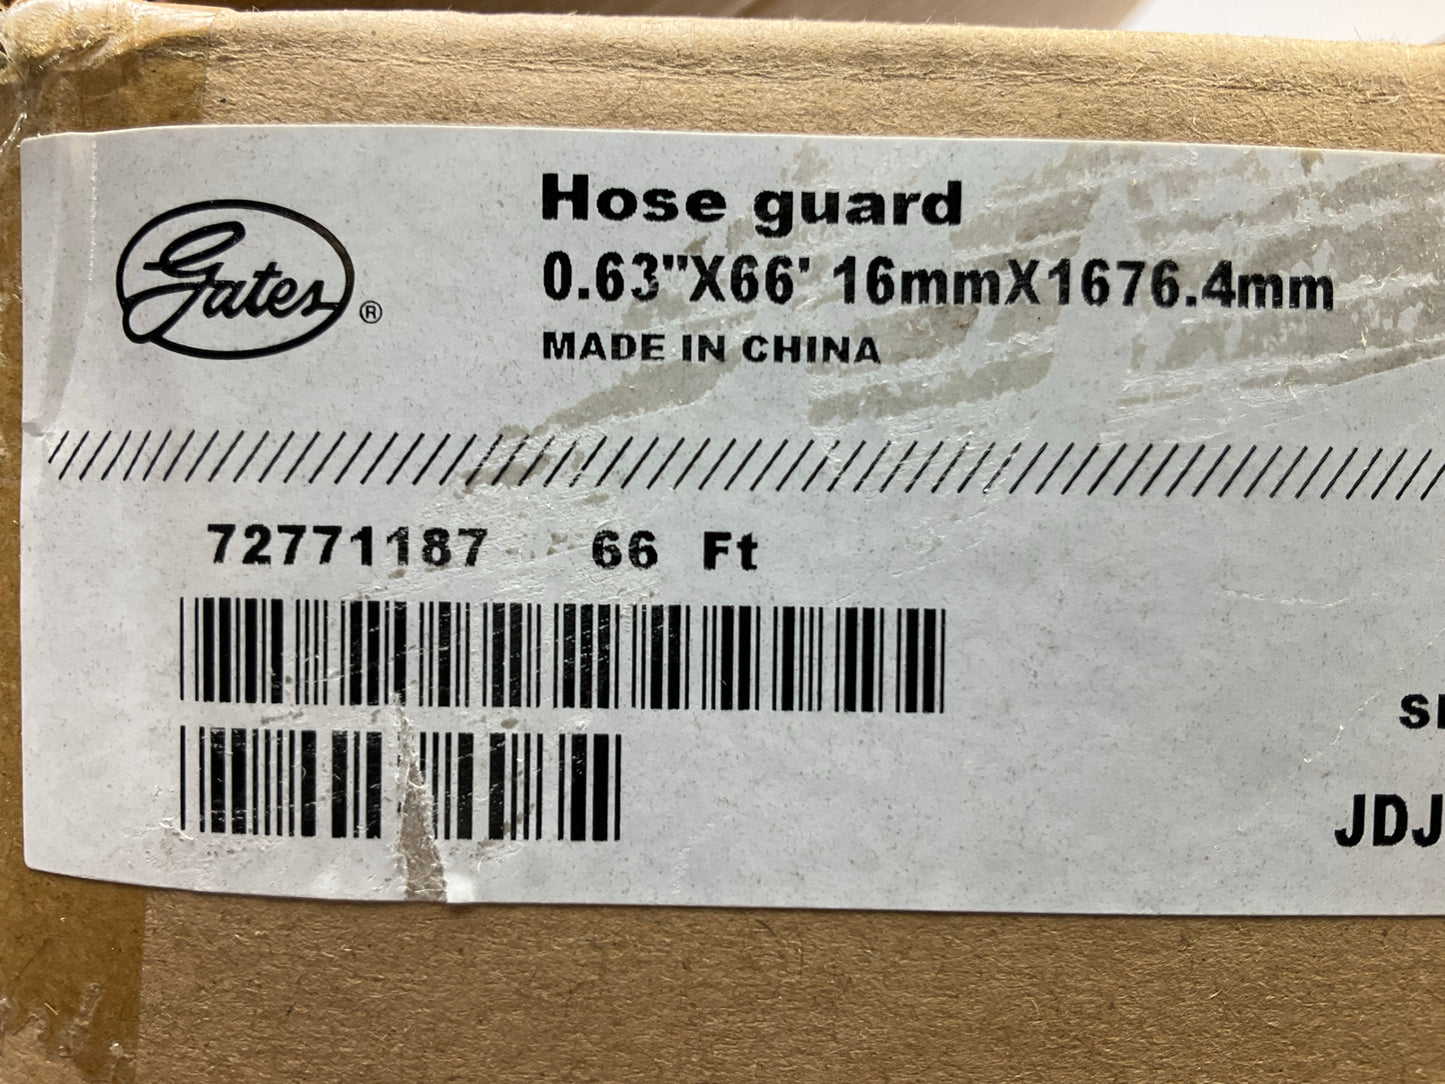 Gates ®
Hose guard
0.63"X66' 16mmX1676.4mm
MADE IN CHINA
72771187 66 Ft
JDJ